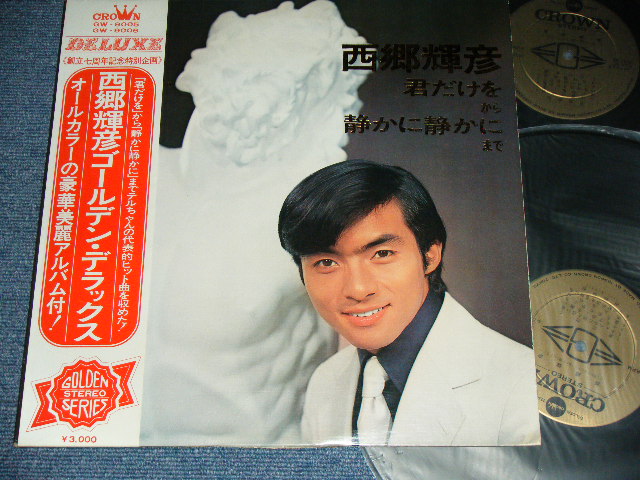 CROWN
GW-8005
GW-8006
DELUXE
《創立七周年記念特別企画》
「君だけを」から「静かに静かに」までテルちゃんの代表的ヒット曲を収めた!
西郷輝彦ゴールデン・デラックス
オールカラーの豪華・美麗アルバム付!
GOLDEN
STEREO
SERIES
¥3,000
西郷輝彦
君だけを
から
静かに静かに
まで
CROWN
CROWN